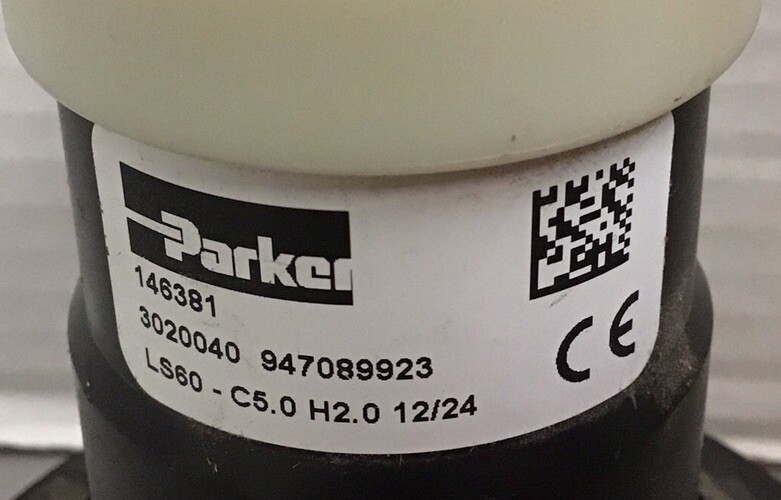 Parker
146381
3020040 947089923
LS60 - C5.0 H2.0 12/24
CE